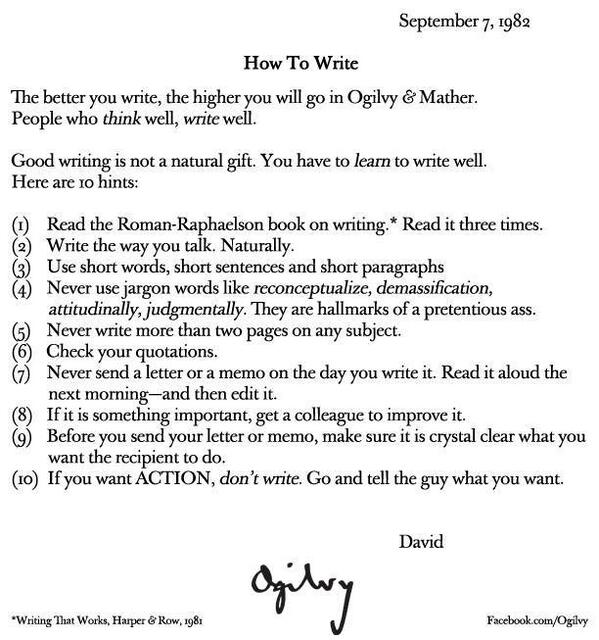 September 7, 1982
How To Write
The better you write, the higher you will go in Ogilvy & Mather.
People who think well, write well.
Good writing is not a natural gift. You have to learn to write well.
Here are 10 hints:
(1) Read the Roman-Raphaelson book on writing.* Read it three times.
(2) Write the way you talk. Naturally.
(3) Use short words, short sentences and short paragraphs
(4) Never use jargon words like reconceptualize, demassification,
attitudinally, judgmentally. They are hallmarks of a pretentious ass.
(5) Never write more than two pages on any subject.
(6) Check your quotations.
(7) Never send a letter or a memo on the day you write it. Read it aloud the
next morning—and then edit it.
(8) If it is something important, get a colleague to improve it.
(9) Before you send your letter or memo, make sure it is crystal clear what you
want the recipient to do.
(10) If you want ACTION, don't write. Go and tell the guy what you want.
David
Ogilvy
*Writing That Works, Harper & Row, 1981
Facebook.com/Ogilvy